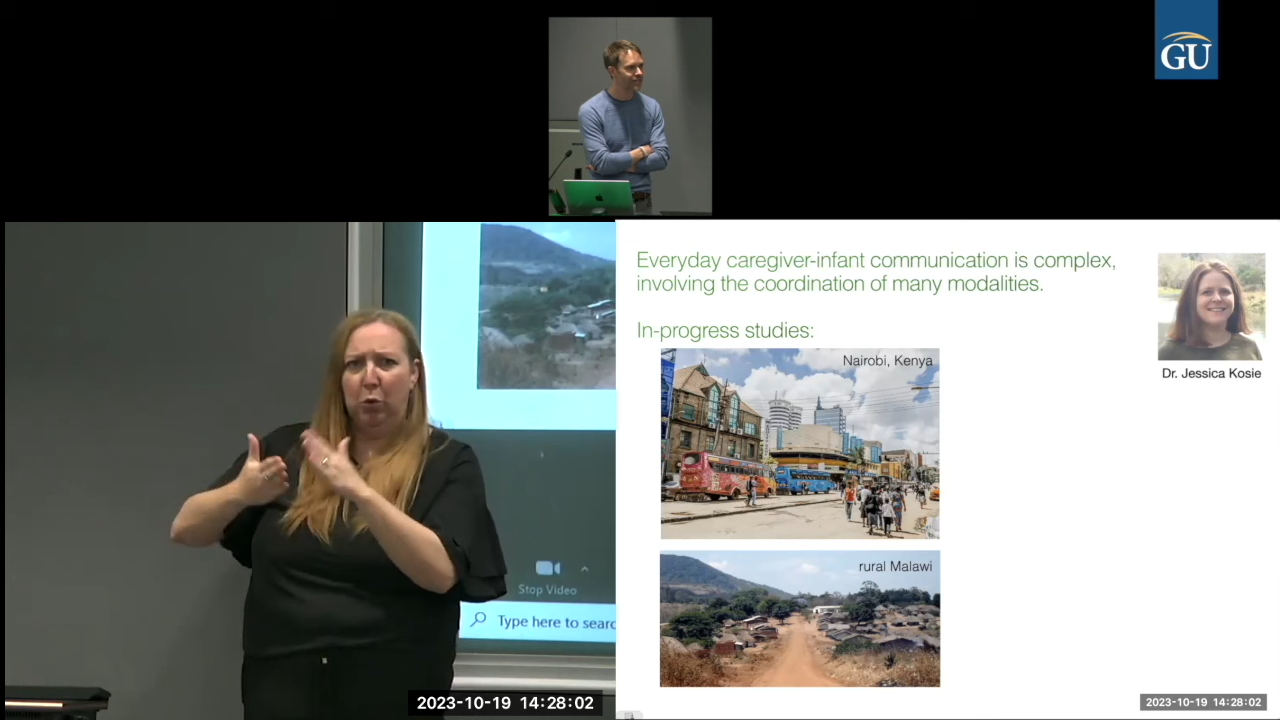 GU
Everyday caregiver-infant communication is complex,
involving the coordination of many modalities.
In-progress studies:
Nairobi, Kenya
Dr. Jessica Kosie
rural Malawi
Stop Video
Type here to searc
2023-10-19 14:28:02
2023-10-19 14:28:02